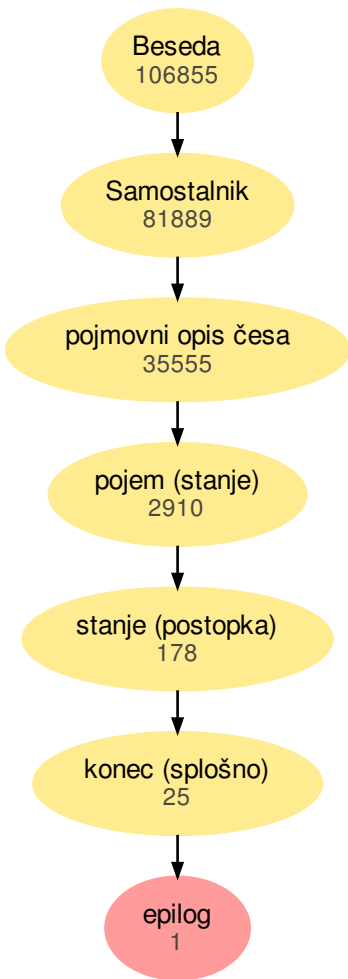 Beseda
106855
Samostalnik
81889
pojmovni opis česa
35555
pojem (stanje)
2910
stanje (postopka)
178
konec (splošno)
25
epilog
1